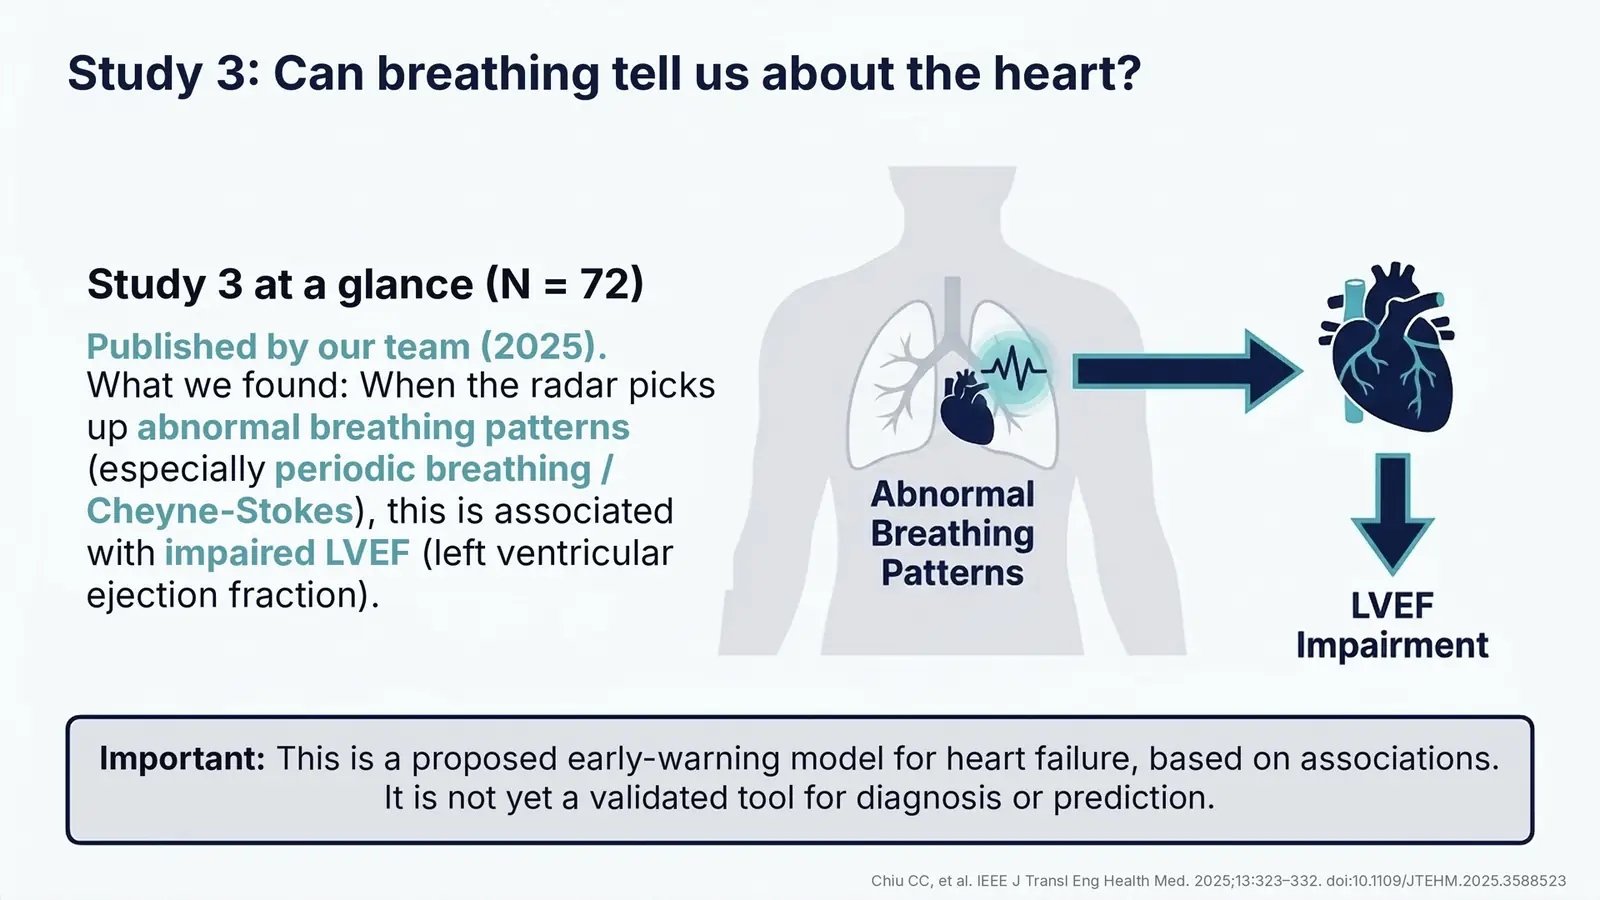 Study 3: Can breathing tell us about the heart?
Study 3 at a glance (N = 72)
Published by our team (2025).
What we found: When the radar picks
up abnormal breathing patterns
(especially periodic breathing /
Cheyne-Stokes), this is associated
with impaired LVEF (left ventricular
ejection fraction).
Abnormal
Breathing
Patterns
LVEF
Impairment
Important: This is a proposed early-warning model for heart failure, based on associations.
It is not yet a validated tool for diagnosis or prediction.
Chiu CC, et al. IEEE J Transl Eng Health Med. 2025;13:323–332. doi:10.1109/JTEHM.2025.3588523